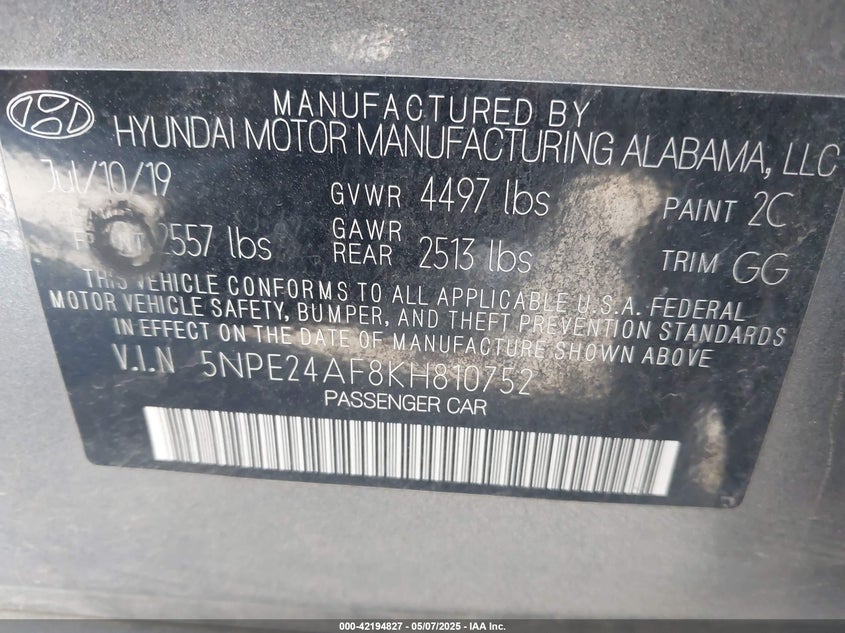 MANUFACTURED BY
HYUNDAI MOTOR MANUFACTURING ALABAMA, LLC
Jul/10/19 GVWR 4497 lbs PAINT 2C
2557 lbs GAWR REAR 2513 lbs TRIM GG
THIS VEHICLE CONFORMS TO ALL APPLICABLE U.S.A. FEDERAL
MOTOR VEHICLE SAFETY, BUMPER, AND THEFT PREVENTION STANDARDS
IN EFFECT ON THE DATE OF MANUFACTURE SHOWN ABOVE
V.I.N 5NPE24AF8KH810752
PASSENGER CAR
000-42194827 - 05/07/2025 - IAA Inc.